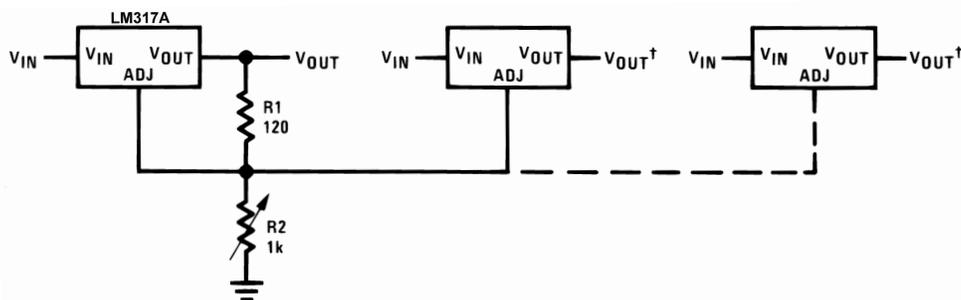 LM317A
VIN VIN VOUT VOUT
ADJ
R1
120
R2
1k
VIN VIN VOUT VOUT†
ADJ
VIN VIN VOUT VOUT†
ADJ